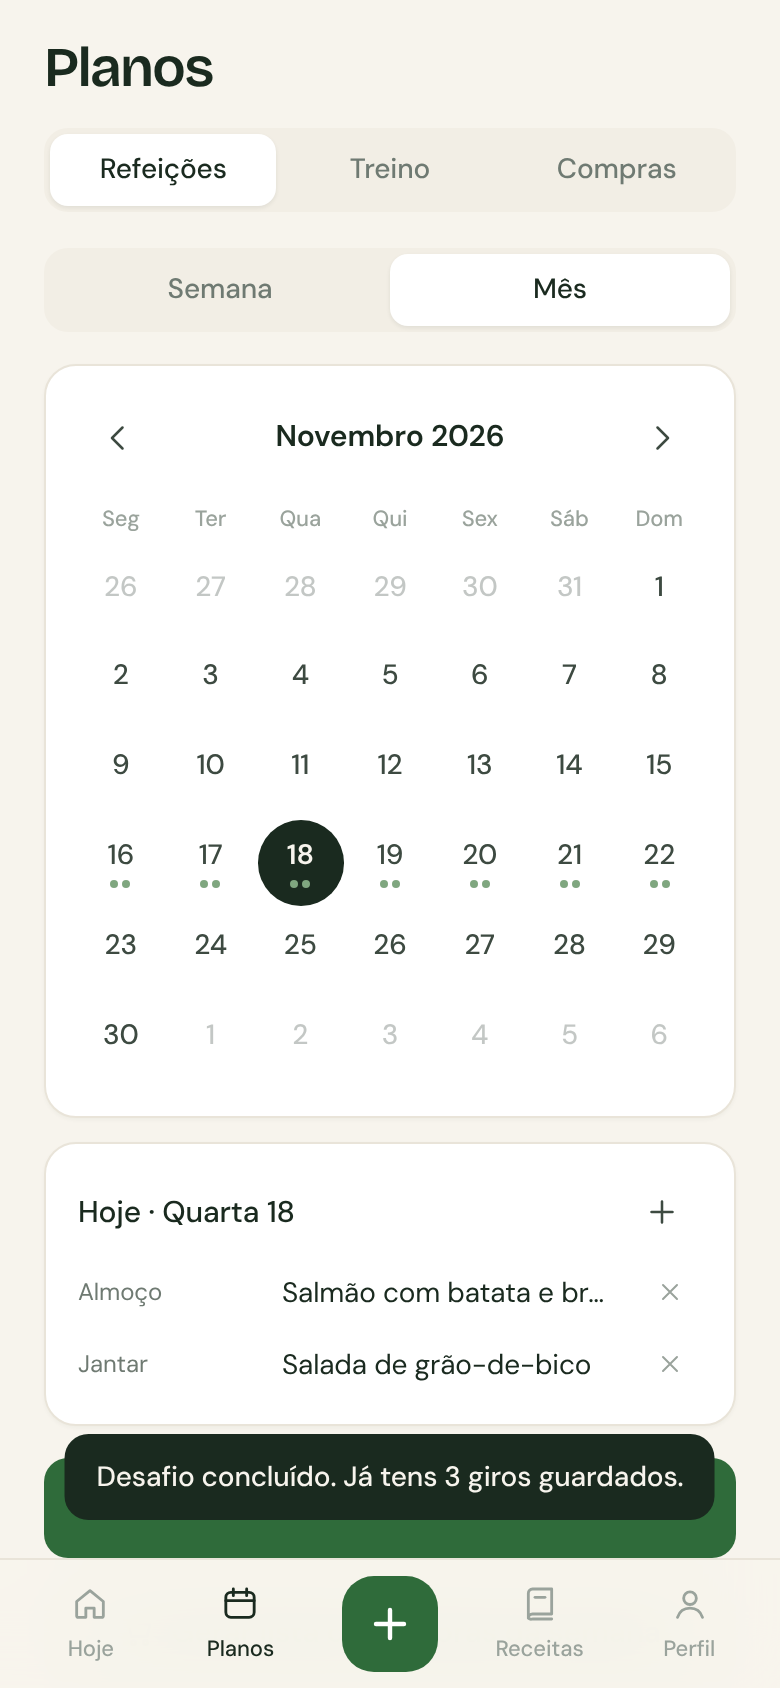 Planos
Refeições Treino Compras
Semana Mês
Novembro 2026
Seg Ter Qua Qui Sex Sáb Dom
26 27 28 29 30 31 1
2 3 4 5 6 7 8
9 10 11 12 13 14 15
16 17 18 19 20 21 22
23 24 25 26 27 28 29
30 1 2 3 4 5 6
Hoje · Quarta 18
Almoço Salmão com batata e br...
Jantar Salada de grão-de-bico
Desafio concluído. Já tens 3 giros guardados.
Hoje Planos Receitas Perfil